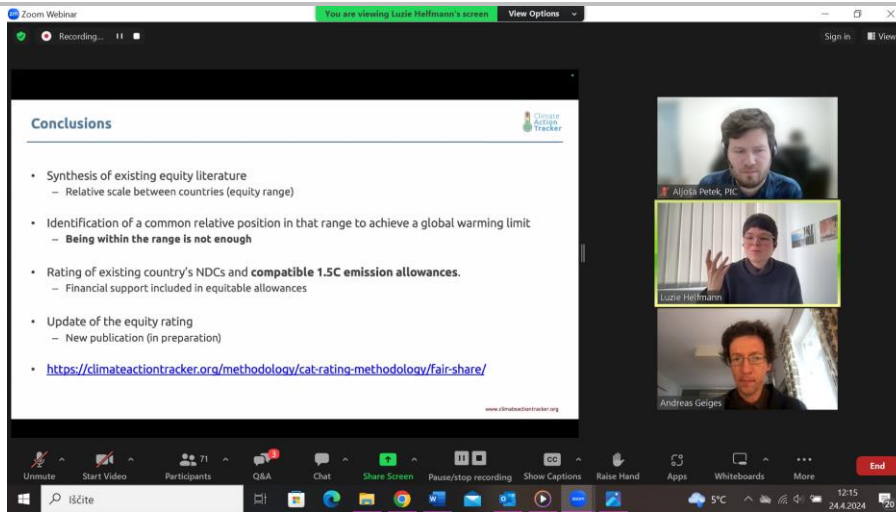 Zoom Webinar
You are viewing Luzie Helfmann's screen
View Options
Recording...
Sign in
View
Conclusions
Climate
Action
Tracker
• Synthesis of existing equity literature
– Relative scale between countries (equity range)
• Identification of a common relative position in that range to achieve a global warming limit
– Being within the range is not enough
• Rating of existing country's NDCs and compatible 1.5C emission allowances.
– Financial support included in equitable allowances
• Update of the equity rating
– New publication (in preparation)
• https://climateactiontracker.org/methodology/cat-rating-methodology/fair-share/
www.climateactiontracker.org
Aljoša Petek, PIC
Luzie Helfmann
Andreas Geiges
71
3
CC
Unmute
Start Video
Participants
Q&A
Chat
Share Screen
Pause/stop recording
Show Captions
Raise Hand
Apps
Whiteboards
More
End
Iščite
5°C
12:15
24.4.2024
20